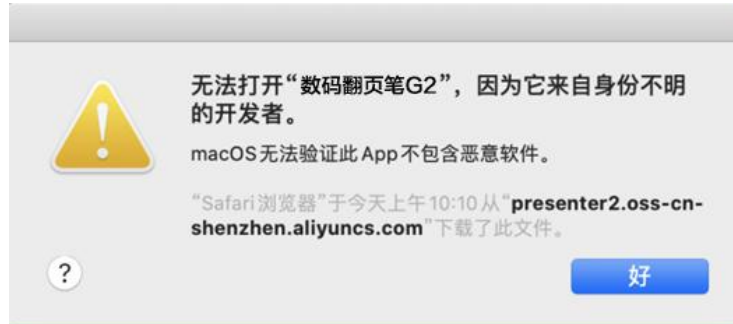 无法打开“数码翻页笔G2”，因为它来自身份不明
的开发者。
macOS无法验证此App不包含恶意软件。
“Safari浏览器”于今天上午10:10从“presenter2.oss-cn-
shenzhen.aliyuncs.com”下载了此文件。
?
好